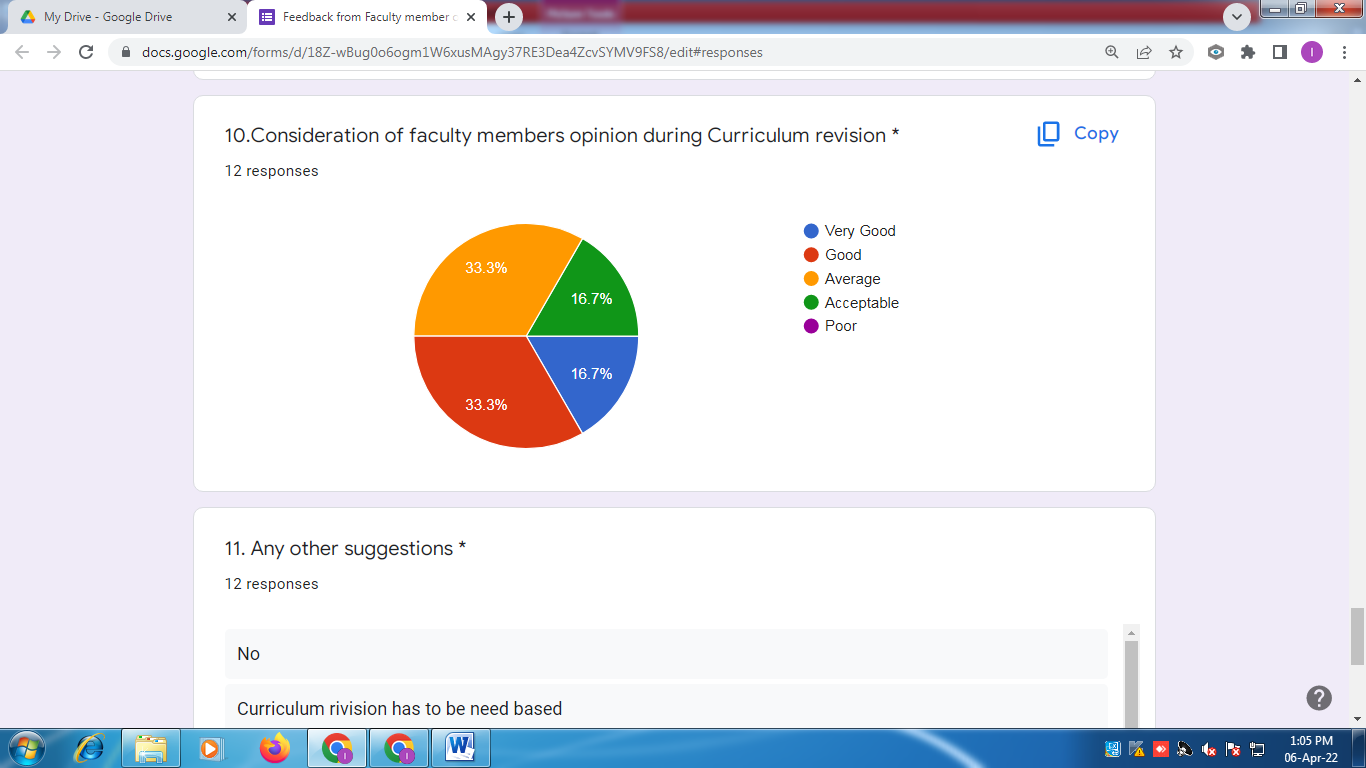 My Drive - Google Drive
Feedback from Faculty member c
docs.google.com/forms/d/18Z-wBug0o6ogm1W6xusMAgy37RE3Dea4ZcvSYMV9FS8/edit#responses
I
10.Consideration of faculty members opinion during Curriculum revision *
Copy
12 responses
33.3%
16.7%
16.7%
33.3%
Very Good
Good
Average
Acceptable
Poor
11. Any other suggestions *
12 responses
No
Curriculum rivision has to be need based
1:05 PM
06-Apr-22